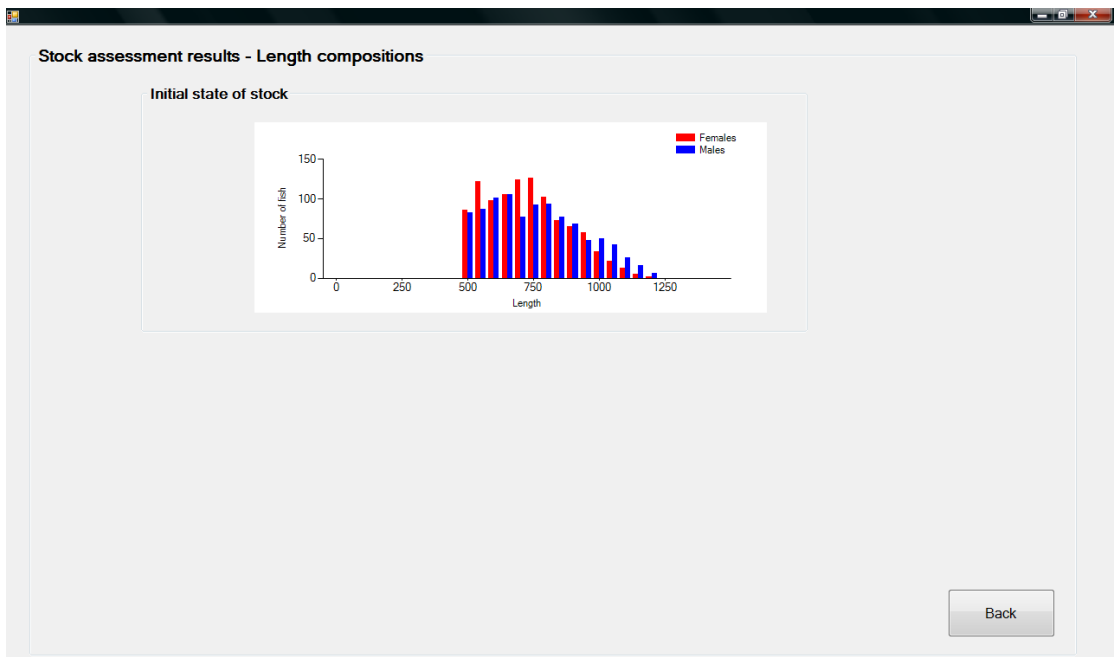 Stock assessment results - Length compositions
Initial state of stock
Females
Males
150
100
50
0
Number of fish
0 250 500 750 1000 1250
Length
Back